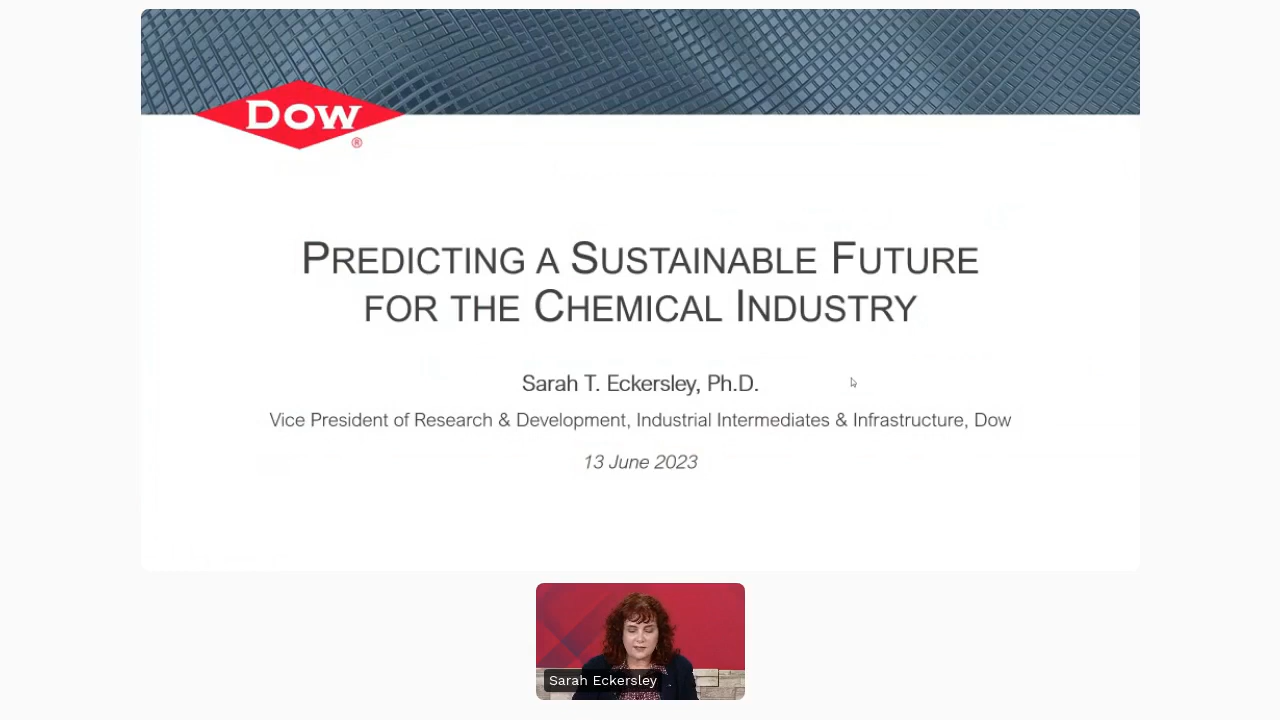 DOW
®
PREDICTING A SUSTAINABLE FUTURE
FOR THE CHEMICAL INDUSTRY
Sarah T. Eckersley, Ph.D.
Vice President of Research & Development, Industrial Intermediates & Infrastructure, Dow
13 June 2023
Sarah Eckersley